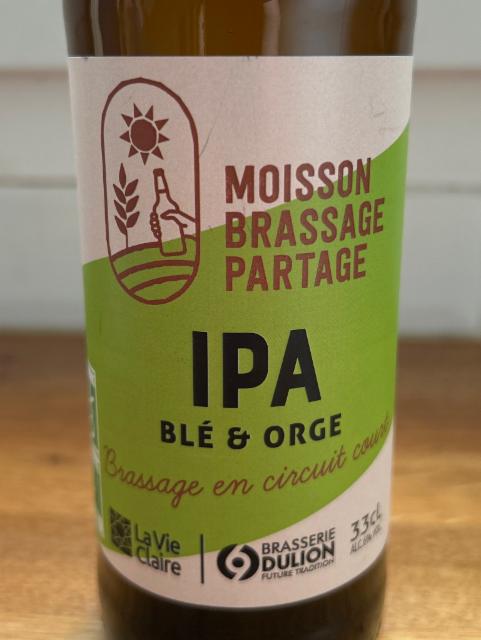 MOISSON
BRASSAGE
PARTAGE
IPA
BLÉ & ORGE
Brassage en circuit court
La Vie
Claire
BRASSERIE
DULION
FUTURE TRADITION
33cL